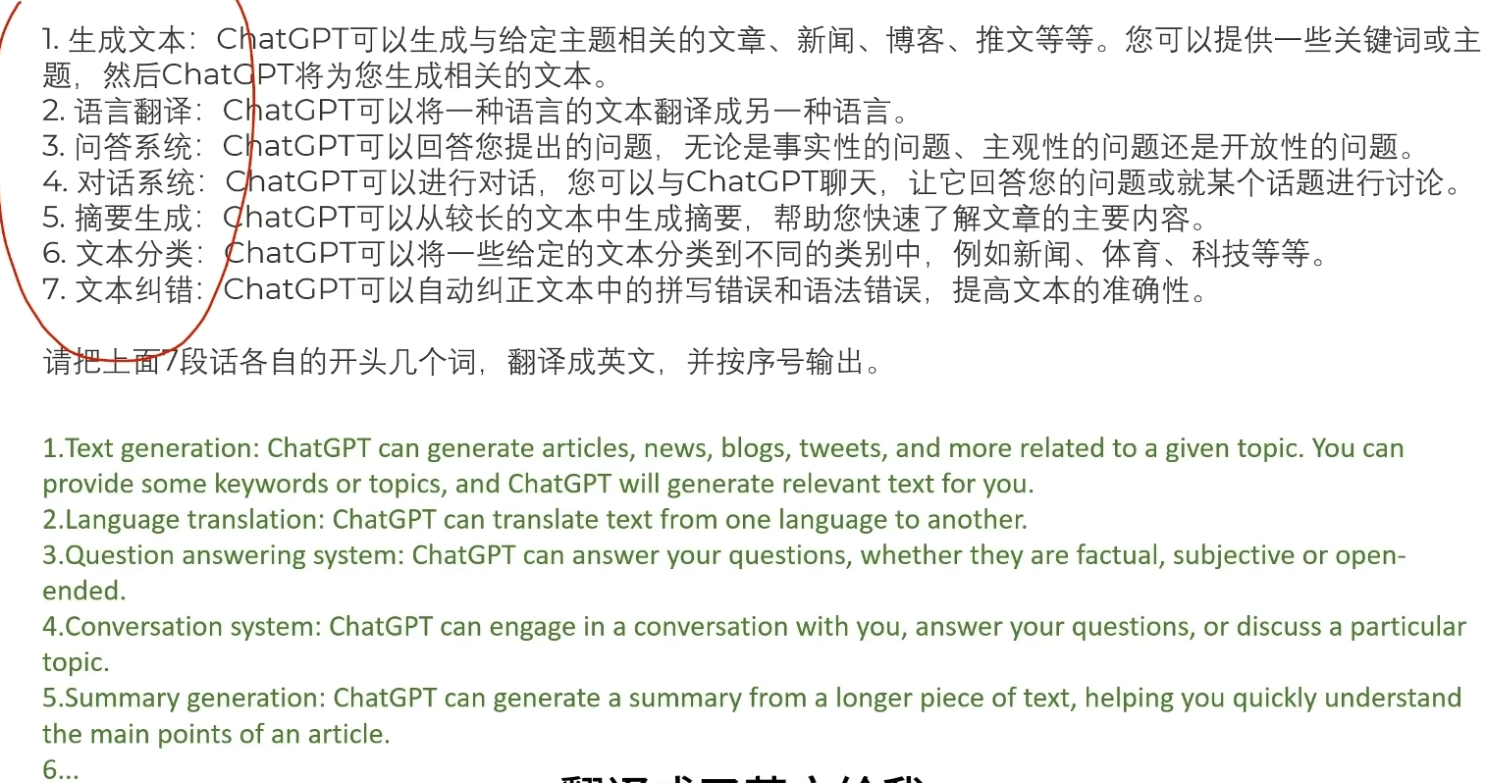 1. 生成文本：ChatGPT可以生成与给定主题相关的文章、新闻、博客、推文等等。您可以提供一些关键词或主
题，然后ChatGPT将为您生成相关的文本。
2. 语言翻译：ChatGPT可以将一种语言的文本翻译成另一种语言。
3. 问答系统：ChatGPT可以回答您提出的问题，无论是事实性的问题、主观性的问题还是开放性的问题。
4. 对话系统：ChatGPT可以进行对话，您可以与ChatGPT聊天，让它回答您的问题或就某个话题进行讨论。
5. 摘要生成：ChatGPT可以从较长的文本中生成摘要，帮助您快速了解文章的主要内容。
6. 文本分类：ChatGPT可以将一些给定的文本分类到不同的类别中，例如新闻、体育、科技等等。
7. 文本纠错：ChatGPT可以自动纠正文本中的拼写错误和语法错误，提高文本的准确性。
请把上面7段话各自的开头几个词，翻译成英文，并按序号输出。
1.Text generation: ChatGPT can generate articles, news, blogs, tweets, and more related to a given topic. You can
provide some keywords or topics, and ChatGPT will generate relevant text for you.
2.Language translation: ChatGPT can translate text from one language to another.
3.Question answering system: ChatGPT can answer your questions, whether they are factual, subjective or open-
ended.
4.Conversation system: ChatGPT can engage in a conversation with you, answer your questions, or discuss a particular
topic.
5.Summary generation: ChatGPT can generate a summary from a longer piece of text, helping you quickly understand
the main points of an article.
6...